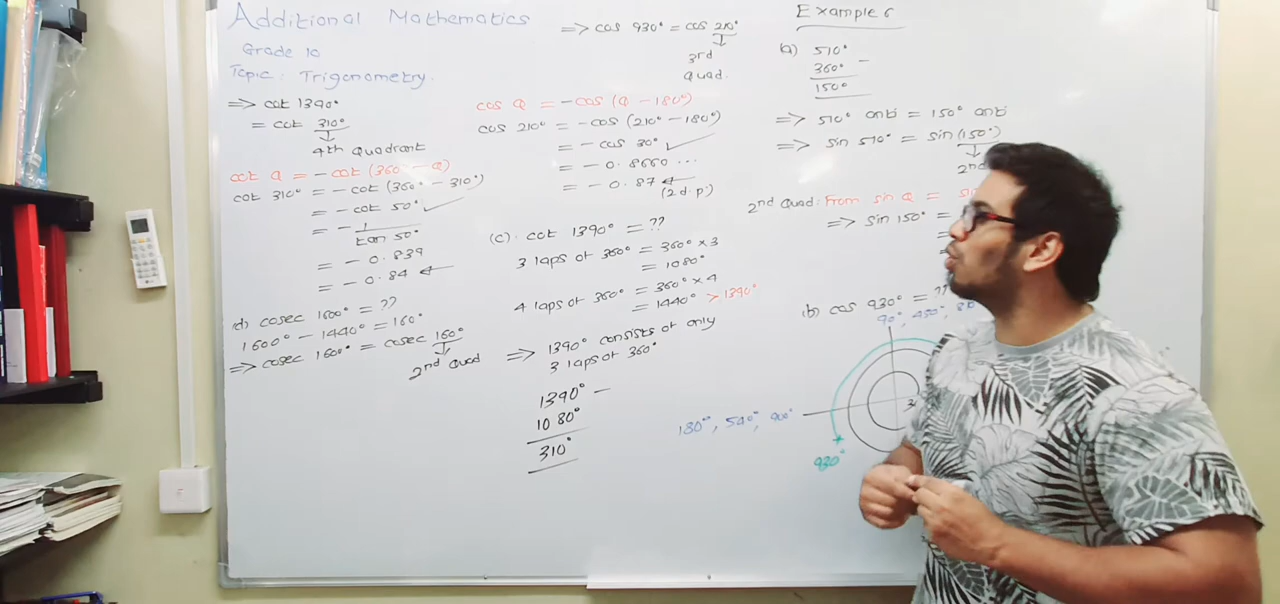 Additional Mathematics
Grade 10
Topic: Trigonometry.
=> cot 1390°
= cot 310°
4th Quadrant
cot Q = -cot (360 - Q)
cot 310° = -cot (360° - 310°)
= -cot 50°
= - 1/tan 50°
= -0.839
= -0.84
(d) cosec 1600° = ??
1600° - 1440° = 160°
=> cosec 1600° = cosec 160°
2nd Quad
=> cos 930° = cos 210°
3rd
quad.
cos Q = -cos (Q - 180°)
cos 210° = -cos (210° - 180°)
= -cos 30°
= -0.8660 ...
= -0.87
(2 d.p.)
(c). cot 1390° = ??
3 laps of 360° = 360° × 3
= 1080°
4 laps of 360° = 360° × 4
= 1440° > 1390°
=> 1390° consists of only
3 laps of 360°
1390° -
1080°
310°
Example 6
(a) 510°
360° -
150°
=> 510° anti = 150° anti
=> sin 510° = sin (150°)
2nd
2nd Quad: From sin Q =
=> sin 150° =
=
(b) cos 930° = ??
90°, 450°, 810
180°, 540°, 900°
930°